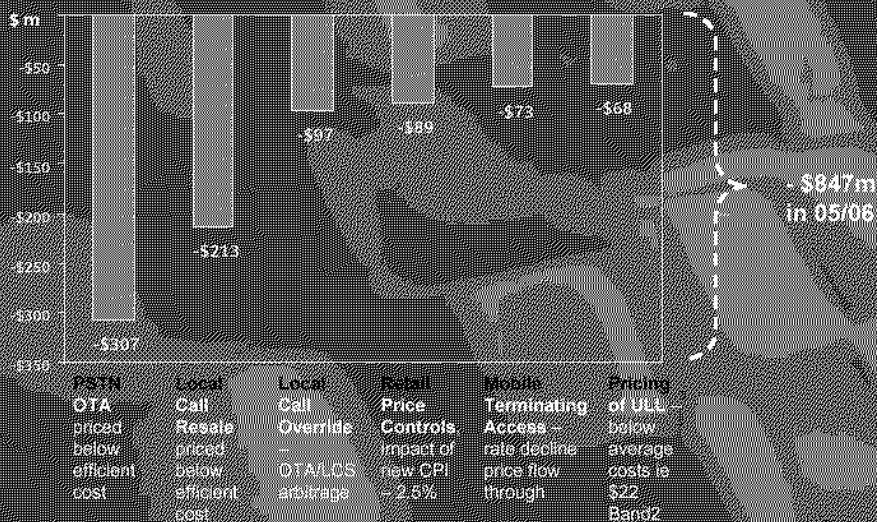 $ m
-$50
-$100
-$150
-$200
-$250
-$300
-$350
-$307
-$213
-$97
-$89
-$73
-$68
- $847m
in 05/06
PSTN
OTA
priced
below
efficient
cost
Local
Call
Resale
priced
below
efficient
cost
Local
Call
Override
–
OTA/LCS
arbitrage
Retail
Price
Controls
impact of
new CPI
– 2.5%
Mobile
Terminating
Access –
rate decline
price flow
through
Pricing
of ULL –
below
average
costs ie
$22
Band2